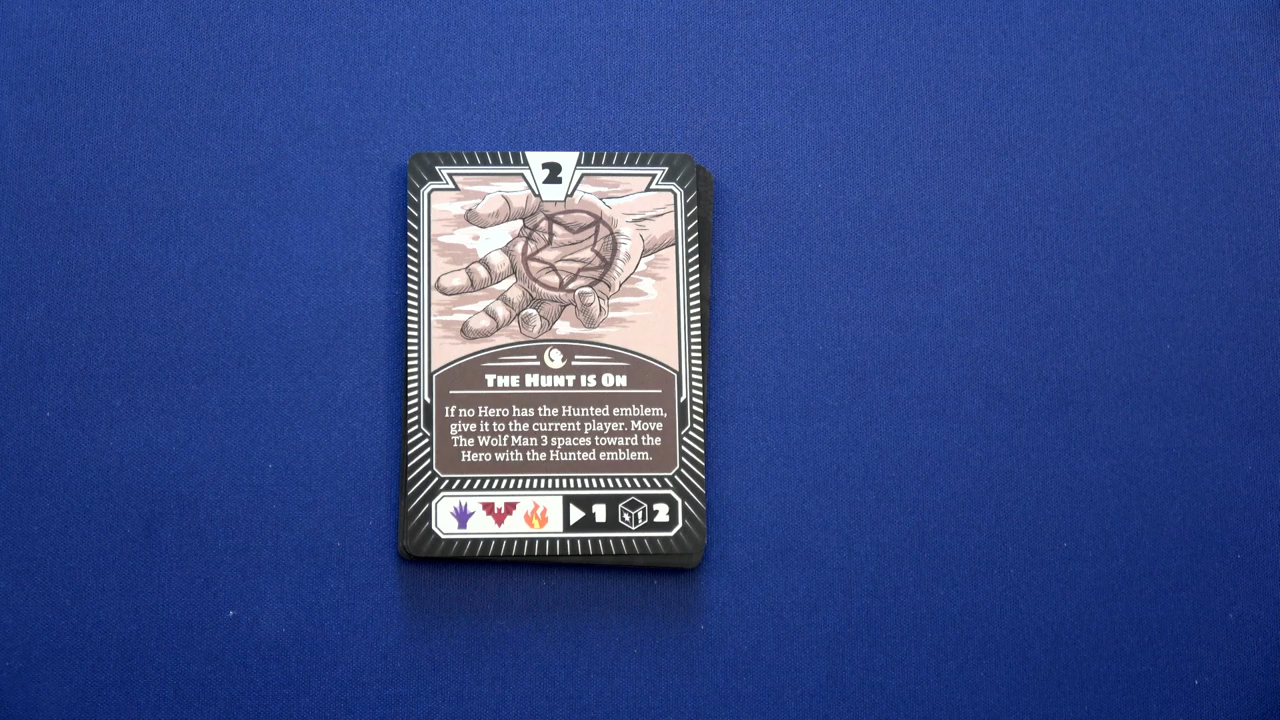 2
The Hunt is On
If no Hero has the Hunted emblem,
give it to the current player. Move
The Wolf Man 3 spaces toward the
Hero with the Hunted emblem.
1 2